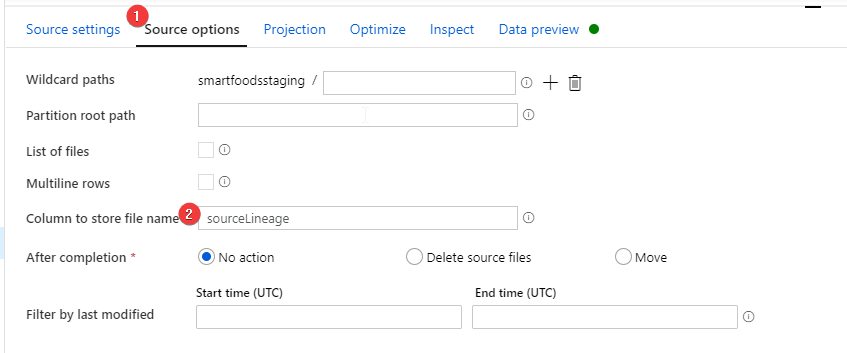 1
Source settings Source options Projection Optimize Inspect Data preview
Wildcard paths smartfoodsstaging /
Partition root path
List of files
Multiline rows
Column to store file name 2 sourceLineage
After completion * No action Delete source files Move
Start time (UTC) End time (UTC)
Filter by last modified